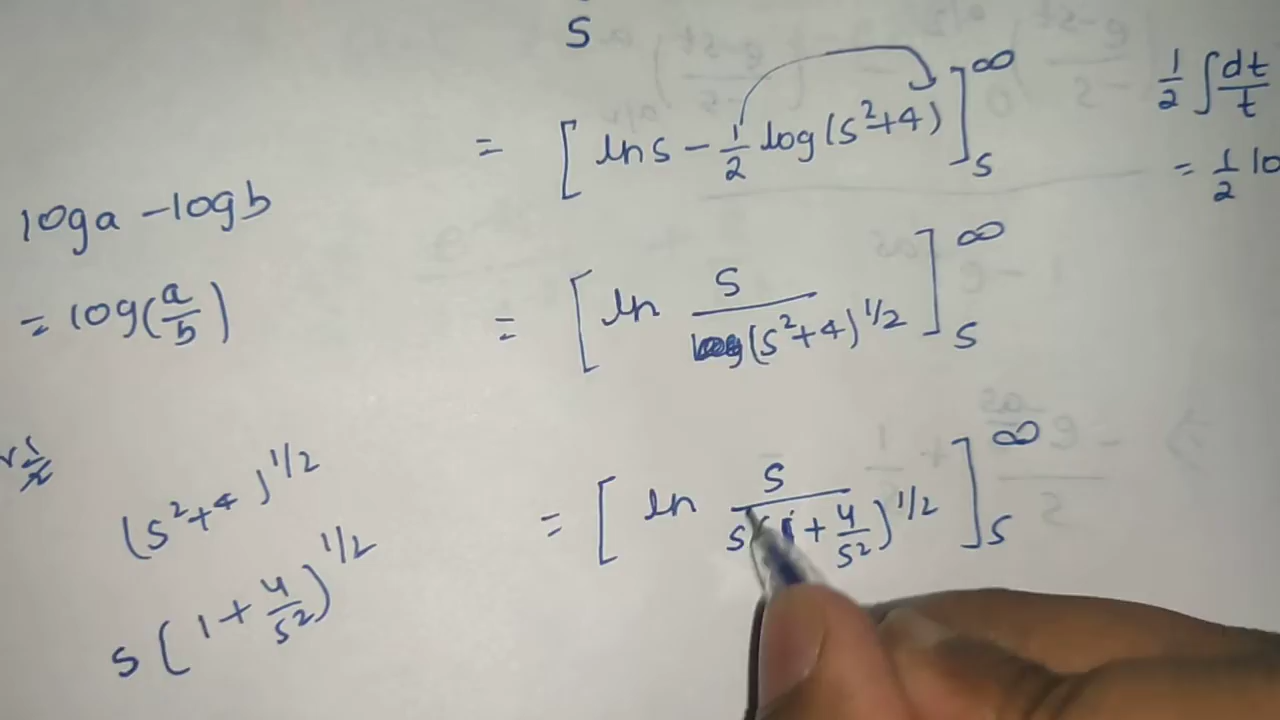 s
= [ ln s - 1/2 log(s²+4) ]_s^∞
1/2 ∫ dt/t
= 1/2 lo
log a - log b
= log(a/b)
= [ ln s/(s²+4)^1/2 ]_s^∞
(s²+4)^1/2
s(1+4/s²)^1/2
= [ ln s/s(1+4/s²)^1/2 ]_s^∞